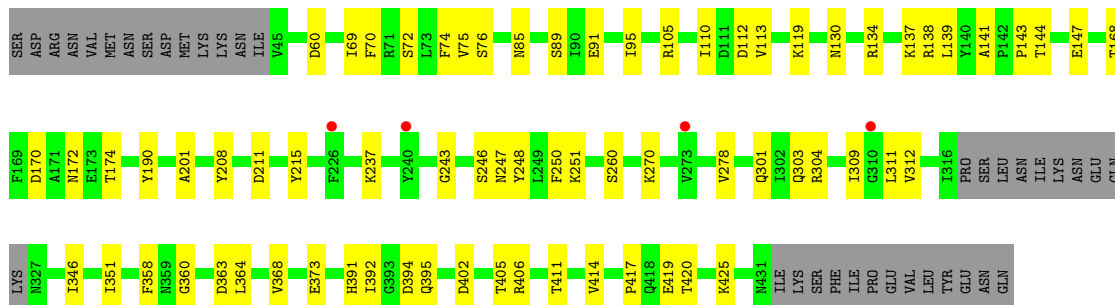 SER ASP ARG ASN VAL MET ASN SER ASP MET LYS LYS ASN ILE V45 D60 I69 F70 R71 S72 L73 F74 V75 S76 N85 S89 I90 E91 I95 R105 I110 D111 D112 V113 K119 N130 R134 K137 R138 L139 Y140 A141 P142 P143 T144 E147 T168
F169 D170 A171 N172 E173 T174 Y190 A201 Y208 D211 Y215 F226 K237 Y240 G243 S246 N247 Y248 L249 F250 K251 S260 K270 V273 V278 Q301 I302 Q303 R304 I309 G310 L311 V312 I316 PRO SER LEU ASN ILE LYS ASN GLU GLN
LYS N327 I346 I351 F358 N359 G360 D363 L364 V368 E373 H391 I392 G393 D394 Q395 D402 T405 R406 T411 V414 P417 Q418 E419 T420 K425 N431 ILE LYS SER PHE ILE PRO GLU VAL LEU TYR GLU ASN GLN